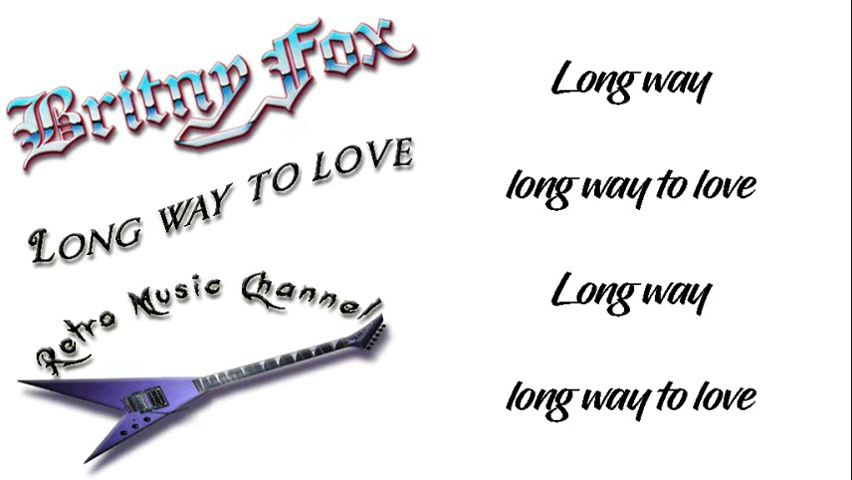 Britny Fox
LONG WAY TO LOVE
Retro Music Channel
Long way
long way to love
Long way
long way to love